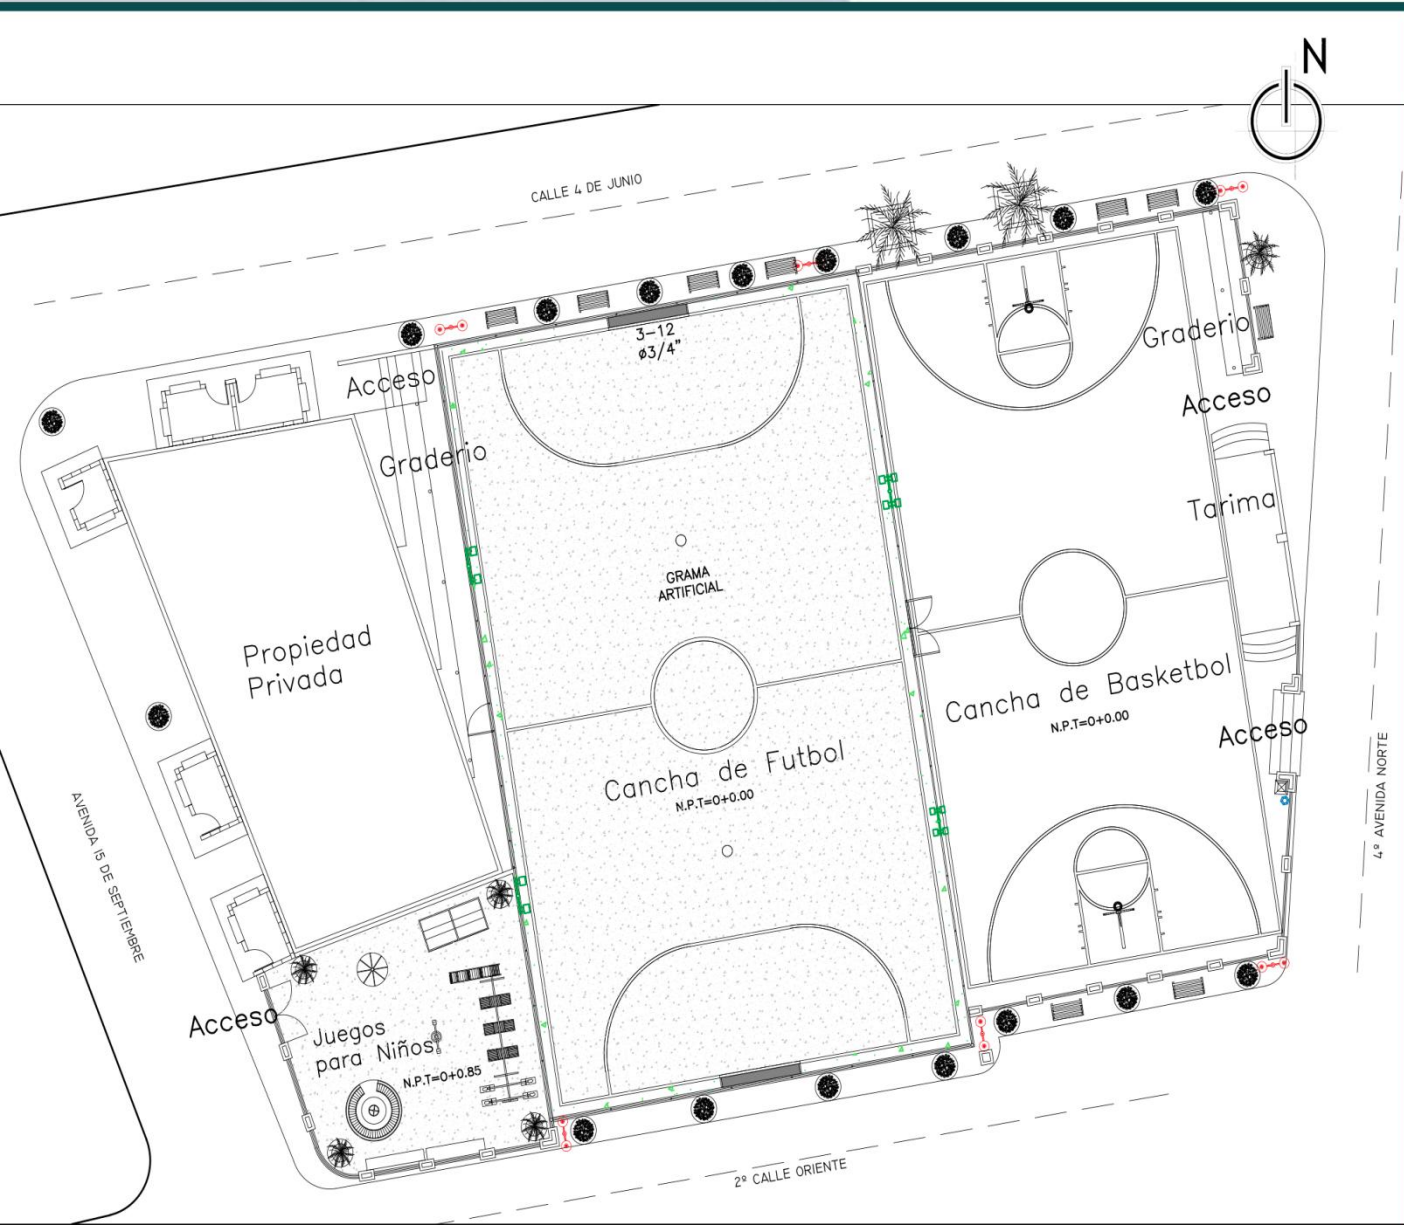 N
CALLE 4 DE JUNIO
3-12
ø3/4"
Acceso
Graderio
Graderio
Acceso
Tarima
GRAMA
ARTIFICIAL
Propiedad
Privada
Cancha de Basketbol
N.P.T=0+0.00
Acceso
Cancha de Futbol
N.P.T=0+0.00
4ª AVENIDA NORTE
AVENIDA 15 DE SEPTIEMBRE
Acceso
Juegos
para Niños
N.P.T=0+0.85
2ª CALLE ORIENTE